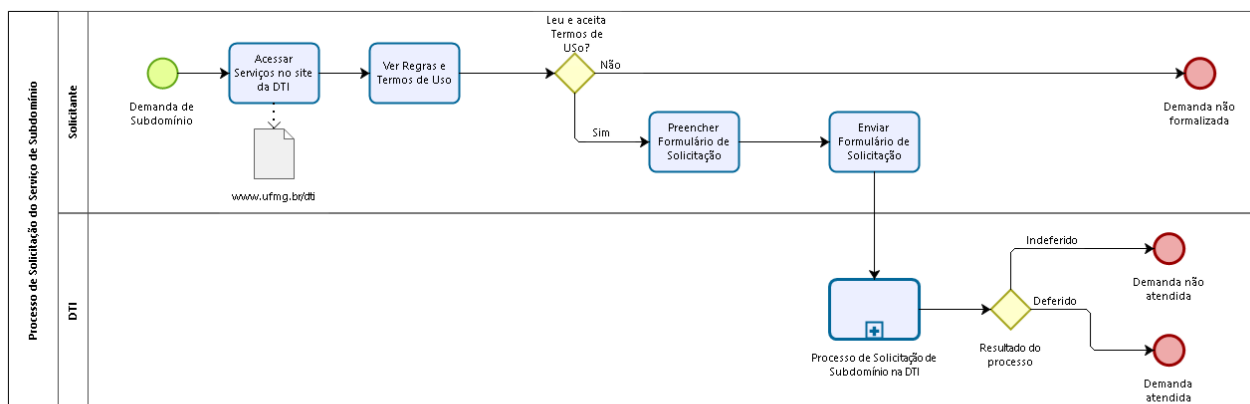 Processo de Solicitação do Serviço de Subdomínio
Solicitante
Demanda de
Subdomínio
Acessar
Serviços no site
da DTI
www.ufmg.br/dti
Ver Regras e
Termos de Uso
Leu e aceita
Termos de
USo?
Não
Sim
Preencher
Formulário de
Solicitação
Enviar
Formulário de
Solicitação
Demanda não
formalizada
DTI
Processo de Solicitação de
Subdomínio na DTI
Resultado do
processo
Indeferido
Deferido
Demanda não
atendida
Demanda
atendida